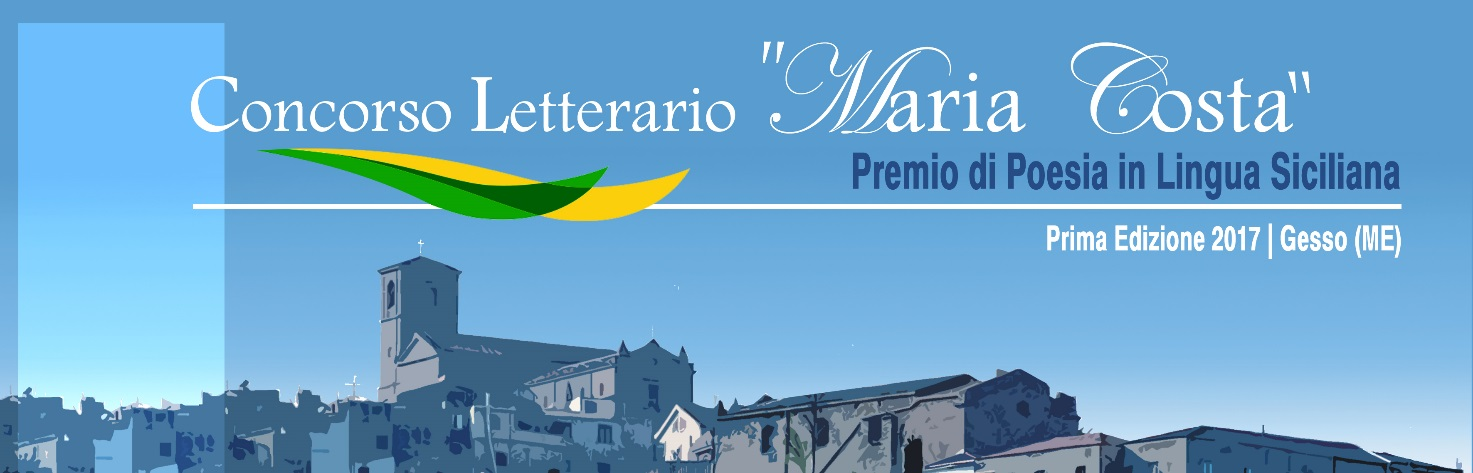 Concorso Letterario "Maria Costa"
Premio di Poesia in Lingua Siciliana
Prima Edizione 2017 | Gesso (ME)